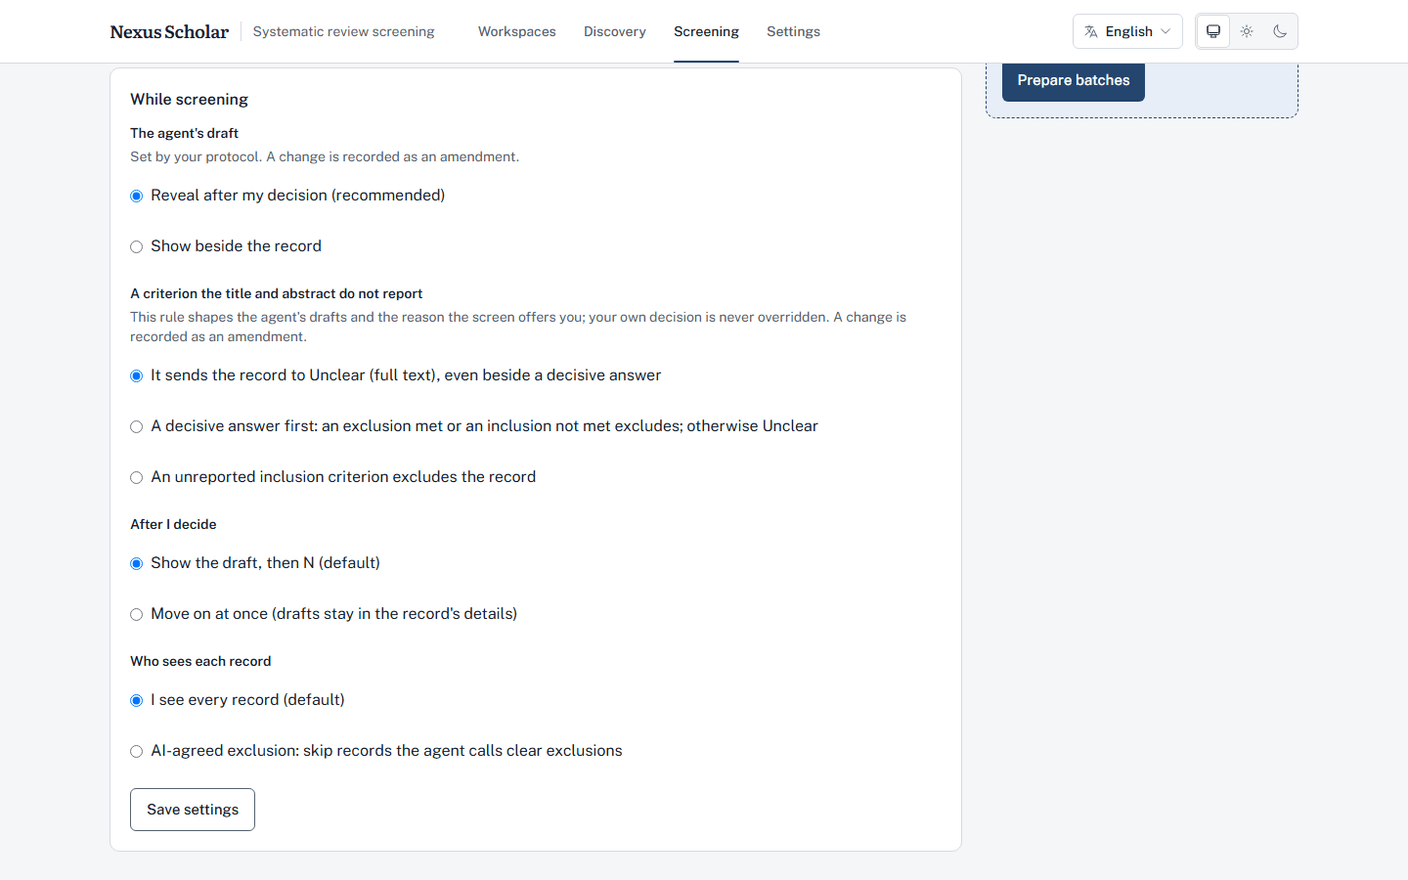 Nexus Scholar
Systematic review screening
Workspaces
Discovery
Screening
Settings
English
Prepare batches
While screening
The agent's draft
Set by your protocol. A change is recorded as an amendment.
Reveal after my decision (recommended)
Show beside the record
A criterion the title and abstract do not report
This rule shapes the agent's drafts and the reason the screen offers you; your own decision is never overridden. A change is
recorded as an amendment.
It sends the record to Unclear (full text), even beside a decisive answer
A decisive answer first: an exclusion met or an inclusion not met excludes; otherwise Unclear
An unreported inclusion criterion excludes the record
After I decide
Show the draft, then N (default)
Move on at once (drafts stay in the record's details)
Who sees each record
I see every record (default)
AI-agreed exclusion: skip records the agent calls clear exclusions
Save settings